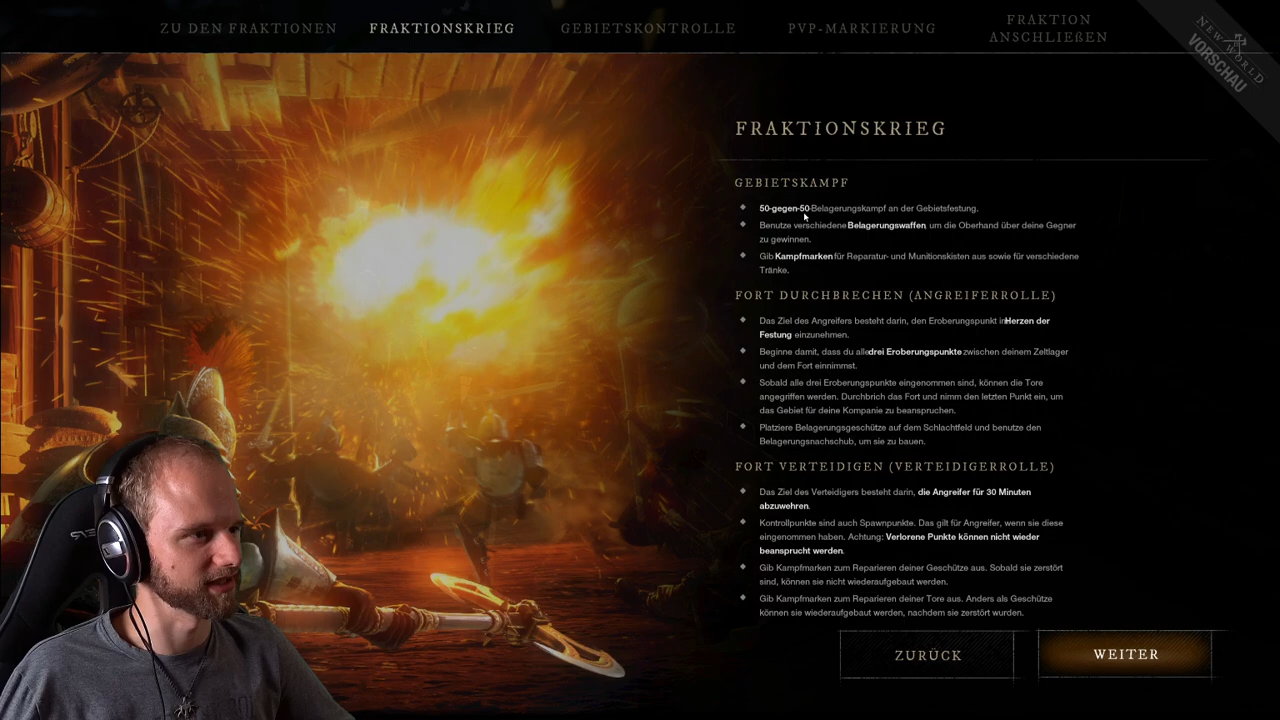 ZU DEN FRAKTIONEN
FRAKTIONSKRIEG
GEBIETSKONTROLLE
PVP-MARKIERUNG
FRAKTION
ANSCHLIEẞEN
NEW WORLD
VORSCHAU
FRAKTIONSKRIEG
GEBIETSKAMPF
50-gegen-50-Belagerungskampf an der Gebietsfestung.
Benutze verschiedene Belagerungswaffen, um die Oberhand über deine Gegner
zu gewinnen.
Gib Kampfmarken für Reparatur- und Munitionskisten aus sowie für verschiedene
Tränke.
FORT DURCHBRECHEN (ANGREIFERROLLE)
Das Ziel des Angreifers besteht darin, den Eroberungspunkt in Herzen der
Festung einzunehmen.
Beginne damit, dass du alle drei Eroberungspunkte zwischen deinem Zeltlager
und dem Fort einnimmst.
Sobald alle drei Eroberungspunkte eingenommen sind, können die Tore
angegriffen werden. Durchbrich das Fort und nimm den letzten Punkt ein, um
das Gebiet für deine Kompanie zu beanspruchen.
Platziere Belagerungsgeschütze auf dem Schlachtfeld und benutze den
Belagerungsnachschub, um sie zu bauen.
FORT VERTEIDIGEN (VERTEIDIGERROLLE)
Das Ziel des Verteidigers besteht darin, die Angreifer für 30 Minuten
abzuwehren.
Kontrollpunkte sind auch Spawnpunkte. Das gilt für Angreifer, wenn sie diese
eingenommen haben. Achtung: Verlorene Punkte können nicht wieder
beansprucht werden.
Gib Kampfmarken zum Reparieren deiner Geschütze aus. Sobald sie zerstört
sind, können sie nicht wiederaufgebaut werden.
Gib Kampfmarken zum Reparieren deiner Tore aus. Anders als Geschütze
können sie wiederaufgebaut werden, nachdem sie zerstört wurden.
ZURÜCK
WEITER